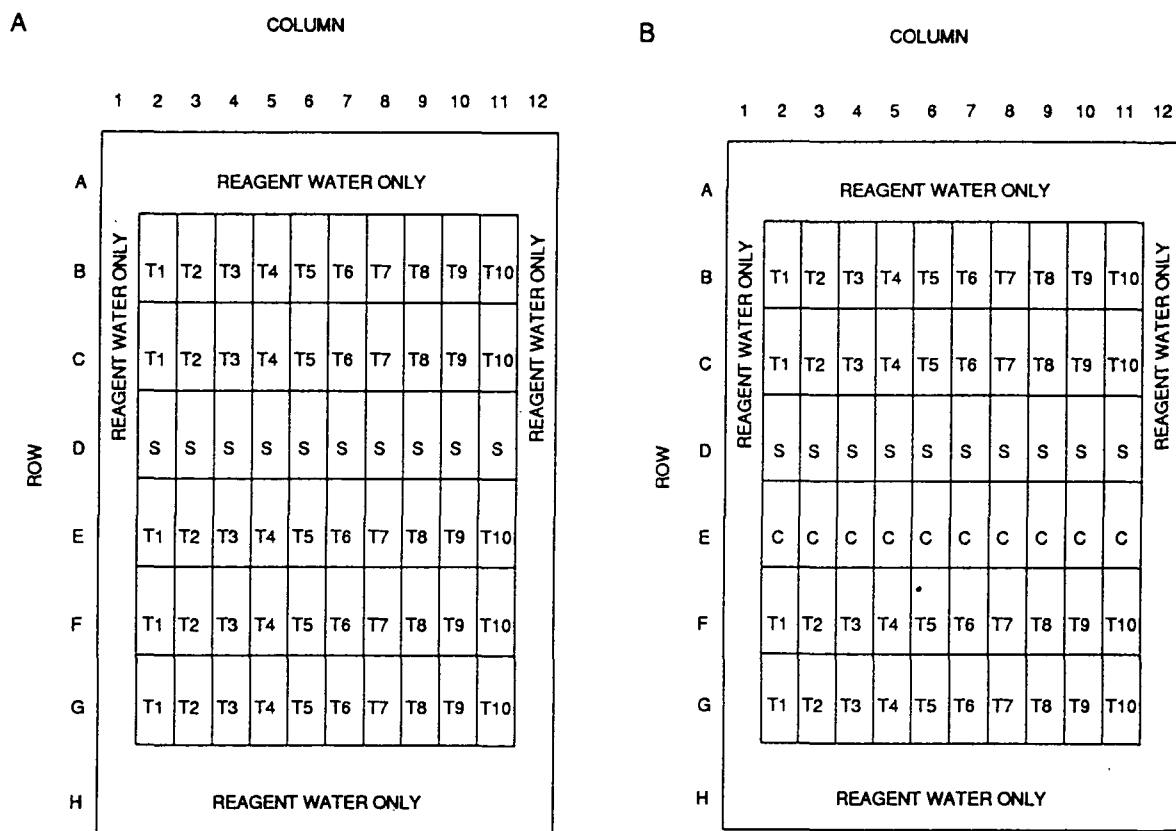 A
COLUMN
1 2 3 4 5 6 7 8 9 10 11 12
A REAGENT WATER ONLY
REAGENT WATER ONLY
REAGENT WATER ONLY
ROW
B T1 T2 T3 T4 T5 T6 T7 T8 T9 T10
C T1 T2 T3 T4 T5 T6 T7 T8 T9 T10
D S S S S S S S S S S
E T1 T2 T3 T4 T5 T6 T7 T8 T9 T10
F T1 T2 T3 T4 T5 T6 T7 T8 T9 T10
G T1 T2 T3 T4 T5 T6 T7 T8 T9 T10
H REAGENT WATER ONLY
B
COLUMN
1 2 3 4 5 6 7 8 9 10 11 12
A REAGENT WATER ONLY
REAGENT WATER ONLY
REAGENT WATER ONLY
ROW
B T1 T2 T3 T4 T5 T6 T7 T8 T9 T10
C T1 T2 T3 T4 T5 T6 T7 T8 T9 T10
D S S S S S S S S S S
E C C C C C C C C C C
F T1 T2 T3 T4 T5 T6 T7 T8 T9 T10
G T1 T2 T3 T4 T5 T6 T7 T8 T9 T10
H REAGENT WATER ONLY